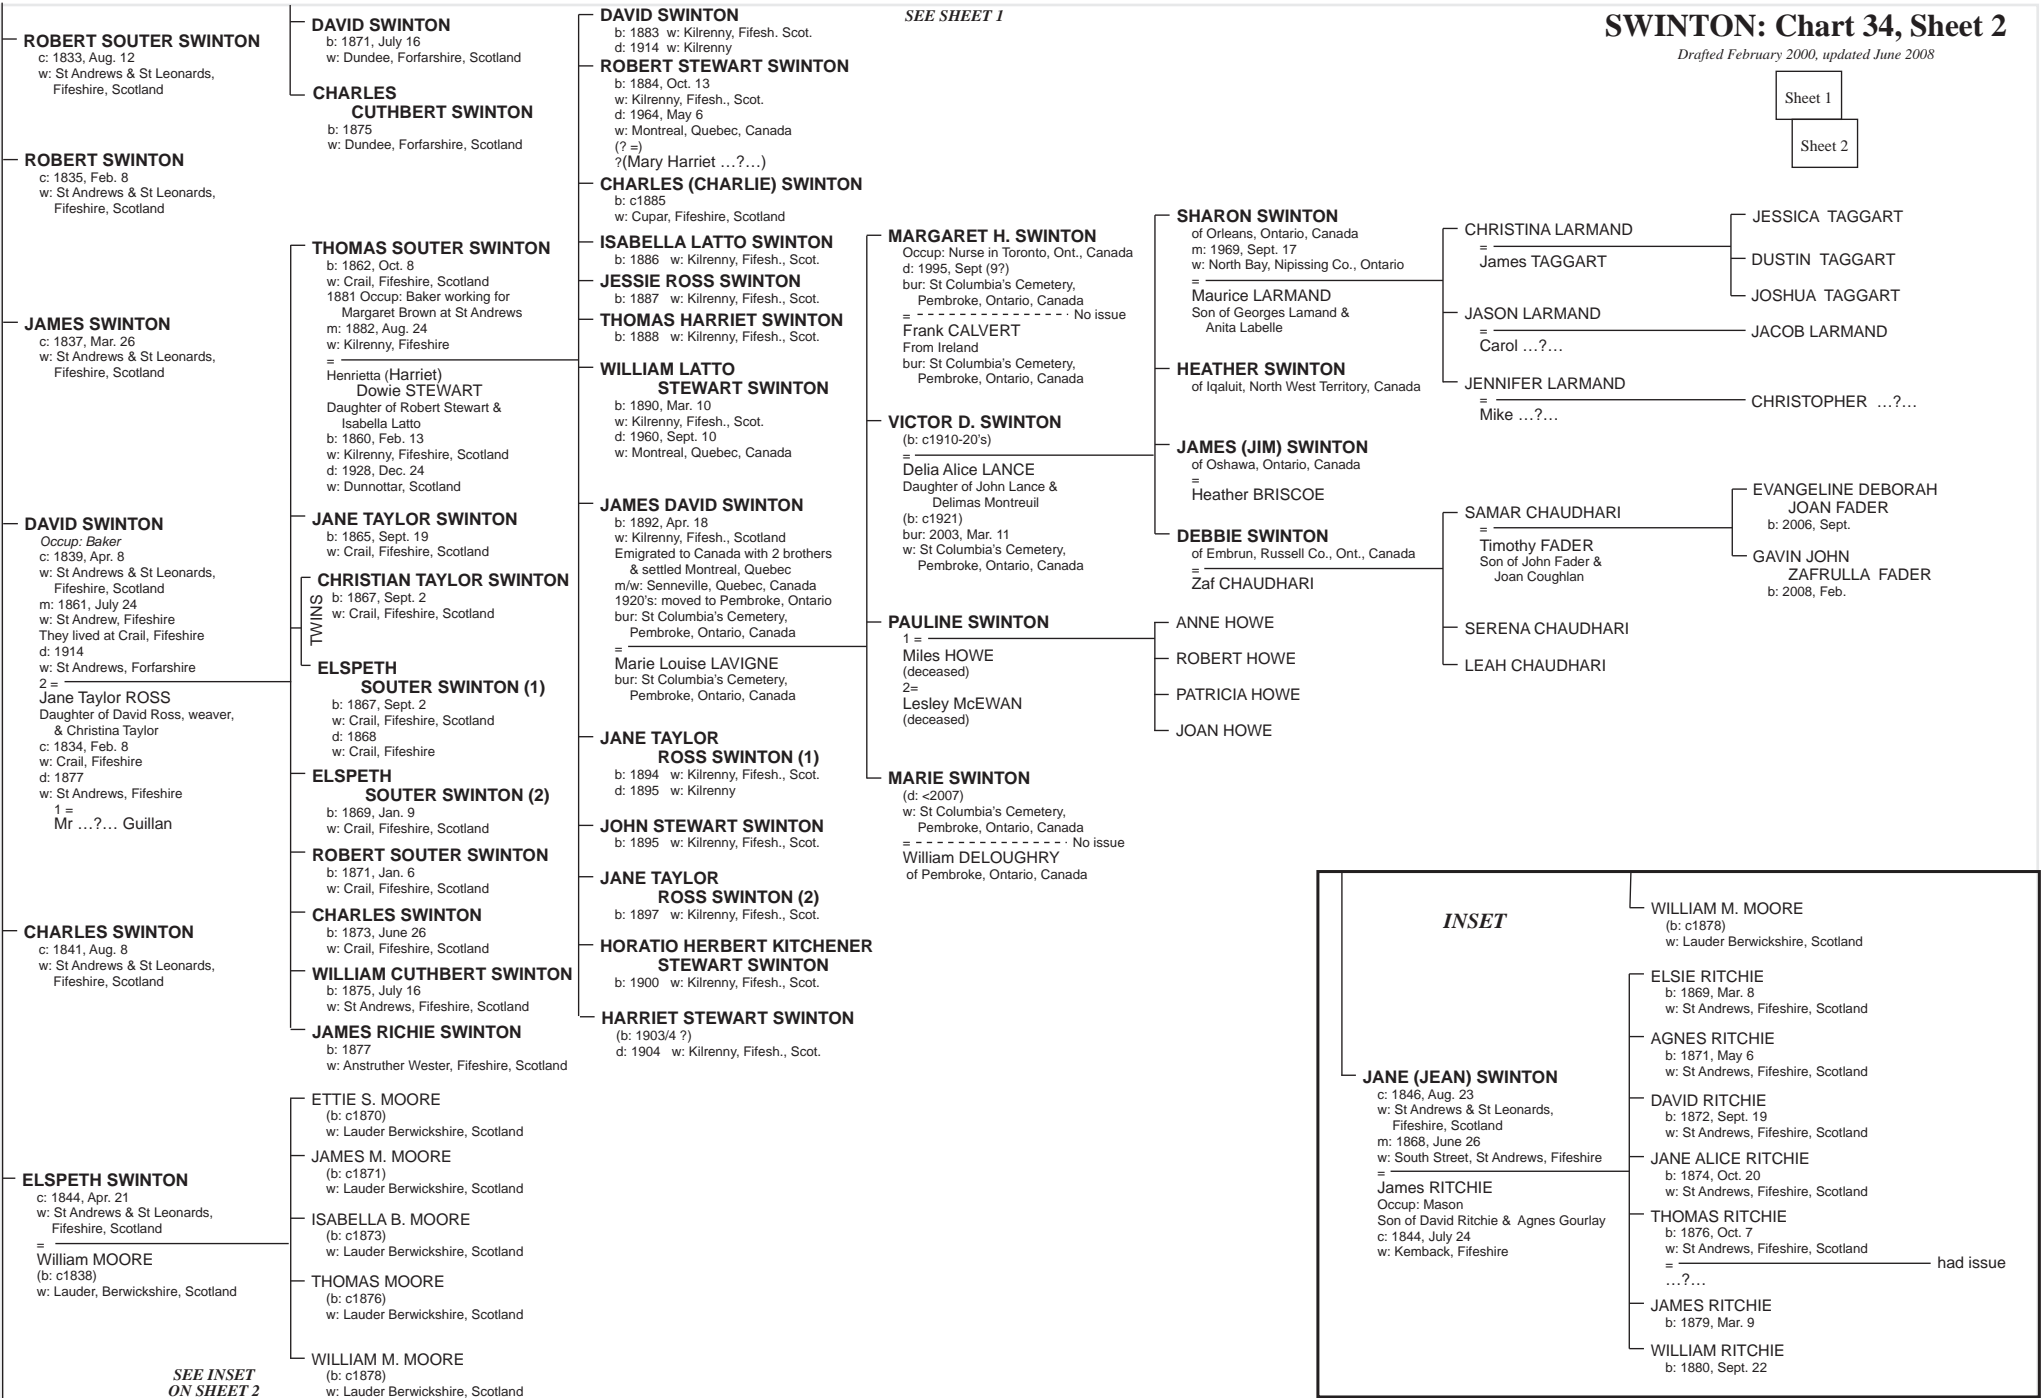 SEE SHEET 1
SWINTON: Chart 34, Sheet 2
Drafted February 2000, updated June 2008
Sheet 1
Sheet 2
ROBERT SOUTER SWINTON
c: 1833, Aug. 12
w: St Andrews & St Leonards,
Fifeshire, Scotland
ROBERT SWINTON
c: 1835, Feb. 8
w: St Andrews & St Leonards,
Fifeshire, Scotland
JAMES SWINTON
c: 1837, Mar. 26
w: St Andrews & St Leonards,
Fifeshire, Scotland
DAVID SWINTON
Occup: Baker
c: 1839, Apr. 8
w: St Andrews & St Leonards,
Fifeshire, Scotland
m: 1861, July 24
w: St Andrew, Fifeshire
They lived at Crail, Fifeshire
d: 1914
w: St Andrews, Forfarshire
2 =
Jane Taylor ROSS
Daughter of David Ross, weaver,
& Christina Taylor
c: 1834, Feb. 8
w: Crail, Fifeshire
d: 1877
w: St Andrews, Fifeshire
1 =
Mr …?… Guillan
CHARLES SWINTON
c: 1841, Aug. 8
w: St Andrews & St Leonards,
Fifeshire, Scotland
ELSPETH SWINTON
c: 1844, Apr. 21
w: St Andrews & St Leonards,
Fifeshire, Scotland
=
William MOORE
(b: c1838)
w: Lauder, Berwickshire, Scotland
SEE INSET
ON SHEET 2
DAVID SWINTON
b: 1871, July 16
w: Dundee, Forfarshire, Scotland
CHARLES
CUTHBERT SWINTON
b: 1875
w: Dundee, Forfarshire, Scotland
THOMAS SOUTER SWINTON
b: 1862, Oct. 8
w: Crail, Fifeshire, Scotland
1881 Occup: Baker working for
Margaret Brown at St Andrews
m: 1882, Aug. 24
w: Kilrenny, Fifeshire
=
Henrietta (Harriet)
Dowie STEWART
Daughter of Robert Stewart &
Isabella Latto
b: 1860, Feb. 13
w: Kilrenny, Fifeshire, Scotland
d: 1928, Dec. 24
w: Dunnottar, Scotland
JANE TAYLOR SWINTON
b: 1865, Sept. 19
w: Crail, Fifeshire, Scotland
TWINS
CHRISTIAN TAYLOR SWINTON
b: 1867, Sept. 2
w: Crail, Fifeshire, Scotland
ELSPETH
SOUTER SWINTON (1)
b: 1867, Sept. 2
w: Crail, Fifeshire, Scotland
d: 1868
w: Crail, Fifeshire
ELSPETH
SOUTER SWINTON (2)
b: 1869, Jan. 9
w: Crail, Fifeshire, Scotland
ROBERT SOUTER SWINTON
b: 1871, Jan. 6
w: Crail, Fifeshire, Scotland
CHARLES SWINTON
b: 1873, June 26
w: Crail, Fifeshire, Scotland
WILLIAM CUTHBERT SWINTON
b: 1875, July 16
w: St Andrews, Fifeshire, Scotland
JAMES RICHIE SWINTON
b: 1877
w: Anstruther Wester, Fifeshire, Scotland
ETTIE S. MOORE
(b: c1870)
w: Lauder Berwickshire, Scotland
JAMES M. MOORE
(b: c1871)
w: Lauder Berwickshire, Scotland
ISABELLA B. MOORE
(b: c1873)
w: Lauder Berwickshire, Scotland
THOMAS MOORE
(b: c1876)
w: Lauder Berwickshire, Scotland
WILLIAM M. MOORE
(b: c1878)
w: Lauder Berwickshire, Scotland
DAVID SWINTON
b: 1883 w: Kilrenny, Fifesh. Scot.
d: 1914 w: Kilrenny
ROBERT STEWART SWINTON
b: 1884, Oct. 13
w: Kilrenny, Fifesh., Scot.
d: 1964, May 6
w: Montreal, Quebec, Canada
(? =)
?(Mary Harriet …?…)
CHARLES (CHARLIE) SWINTON
b: c1885
w: Cupar, Fifeshire, Scotland
ISABELLA LATTO SWINTON
b: 1886 w: Kilrenny, Fifesh., Scot.
JESSIE ROSS SWINTON
b: 1887 w: Kilrenny, Fifesh., Scot.
THOMAS HARRIET SWINTON
b: 1888 w: Kilrenny, Fifesh., Scot.
WILLIAM LATTO
STEWART SWINTON
b: 1890, Mar. 10
w: Kilrenny, Fifesh., Scot.
d: 1960, Sept. 10
w: Montreal, Quebec, Canada
JAMES DAVID SWINTON
b: 1892, Apr. 18
w: Kilrenny, Fifesh., Scotland
Emigrated to Canada with 2 brothers
& settled Montreal, Quebec
m/w: Senneville, Quebec, Canada
1920's: moved to Pembroke, Ontario
bur: St Columbia's Cemetery,
Pembroke, Ontario, Canada
=
Marie Louise LAVIGNE
bur: St Columbia's Cemetery,
Pembroke, Ontario, Canada
JANE TAYLOR
ROSS SWINTON (1)
b: 1894 w: Kilrenny, Fifesh., Scot.
d: 1895 w: Kilrenny
JOHN STEWART SWINTON
b: 1895 w: Kilrenny, Fifesh., Scot.
JANE TAYLOR
ROSS SWINTON (2)
b: 1897 w: Kilrenny, Fifesh., Scot.
HORATIO HERBERT KITCHENER
STEWART SWINTON
b: 1900 w: Kilrenny, Fifesh., Scot.
HARRIET STEWART SWINTON
(b: 1903/4 ?)
d: 1904 w: Kilrenny, Fifesh., Scot.
MARGARET H. SWINTON
Occup: Nurse in Toronto, Ont., Canada
d: 1995, Sept (9?)
bur: St Columbia's Cemetery,
Pembroke, Ontario, Canada
= No issue
Frank CALVERT
From Ireland
bur: St Columbia's Cemetery,
Pembroke, Ontario, Canada
VICTOR D. SWINTON
(b: c1910-20's)
=
Delia Alice LANCE
Daughter of John Lance &
Delimas Montreuil
(b: c1921)
bur: 2003, Mar. 11
w: St Columbia's Cemetery,
Pembroke, Ontario, Canada
PAULINE SWINTON
1 =
Miles HOWE
(deceased)
2=
Lesley McEWAN
(deceased)
MARIE SWINTON
(d: <2007)
w: St Columbia's Cemetery,
Pembroke, Ontario, Canada
= No issue
William DELOUGHRY
of Pembroke, Ontario, Canada
SHARON SWINTON
of Orleans, Ontario, Canada
m: 1969, Sept. 17
w: North Bay, Nipissing Co., Ontario
=
Maurice LARMAND
Son of Georges Lamand &
Anita Labelle
HEATHER SWINTON
of Iqaluit, North West Territory, Canada
JAMES (JIM) SWINTON
of Oshawa, Ontario, Canada
=
Heather BRISCOE
DEBBIE SWINTON
of Embrun, Russell Co., Ont., Canada
=
Zaf CHAUDHARI
ANNE HOWE
ROBERT HOWE
PATRICIA HOWE
JOAN HOWE
CHRISTINA LARMAND
=
James TAGGART
JASON LARMAND
=
Carol …?…
JENNIFER LARMAND
=
Mike …?…
SAMAR CHAUDHARI
=
Timothy FADER
Son of John Fader &
Joan Coughlan
SERENA CHAUDHARI
LEAH CHAUDHARI
JESSICA TAGGART
DUSTIN TAGGART
JOSHUA TAGGART
JACOB LARMAND
CHRISTOPHER …?…
EVANGELINE DEBORAH
JOAN FADER
b: 2006, Sept.
GAVIN JOHN
ZAFRULLA FADER
b: 2008, Feb.
INSET
JANE (JEAN) SWINTON
c: 1846, Aug. 23
w: St Andrews & St Leonards,
Fifeshire, Scotland
m: 1868, June 26
w: South Street, St Andrews, Fifeshire
=
James RITCHIE
Occup: Mason
Son of David Ritchie & Agnes Gourlay
c: 1844, July 24
w: Kemback, Fifeshire
WILLIAM M. MOORE
(b: c1878)
w: Lauder Berwickshire, Scotland
ELSIE RITCHIE
b: 1869, Mar. 8
w: St Andrews, Fifeshire, Scotland
AGNES RITCHIE
b: 1871, May 6
w: St Andrews, Fifeshire, Scotland
DAVID RITCHIE
b: 1872, Sept. 19
w: St Andrews, Fifeshire, Scotland
JANE ALICE RITCHIE
b: 1874, Oct. 20
w: St Andrews, Fifeshire, Scotland
THOMAS RITCHIE
b: 1876, Oct. 7
w: St Andrews, Fifeshire, Scotland
= had issue
…?…
JAMES RITCHIE
b: 1879, Mar. 9
WILLIAM RITCHIE
b: 1880, Sept. 22